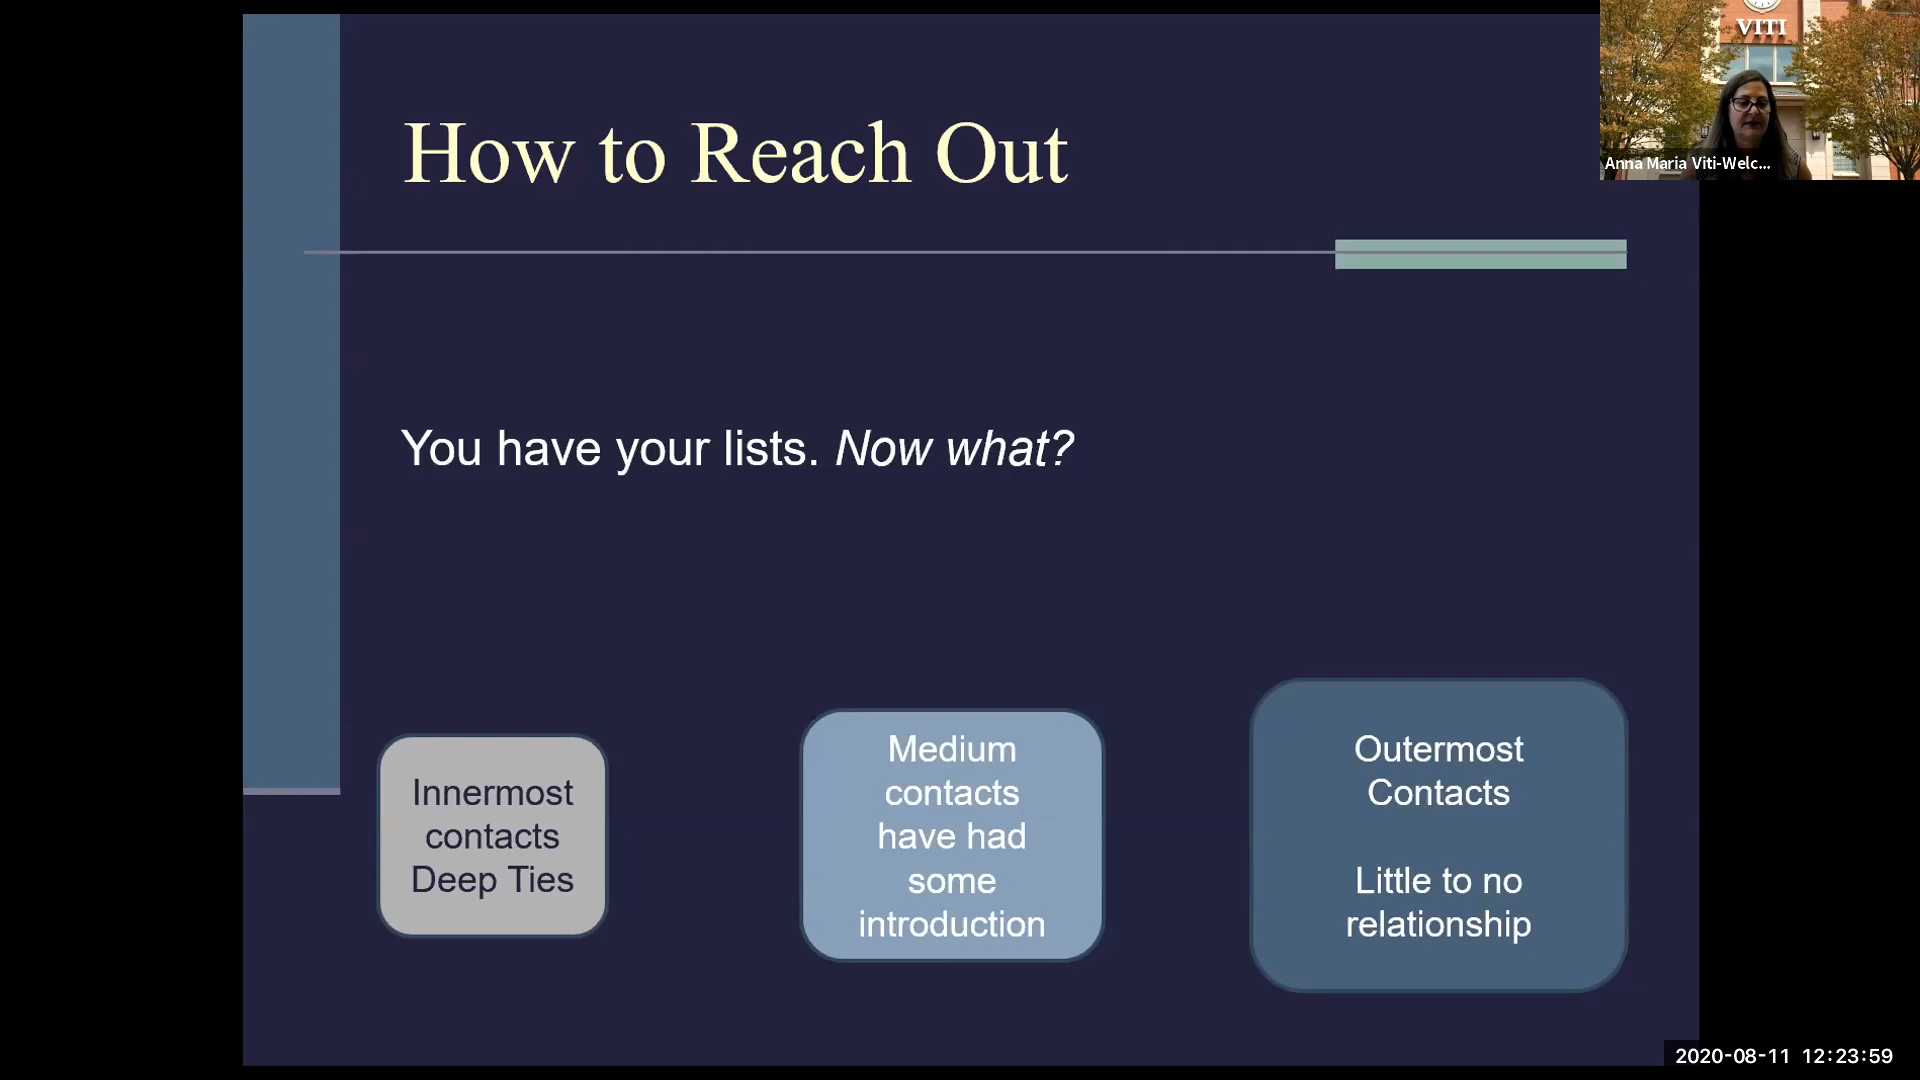 How to Reach Out
VITI
Anna Maria Viti-Welc...
You have your lists. Now what?
Innermost
contacts
Deep Ties
Medium
contacts
have had
some
introduction
Outermost
Contacts
Little to no
relationship
2020-08-11 12:23:59